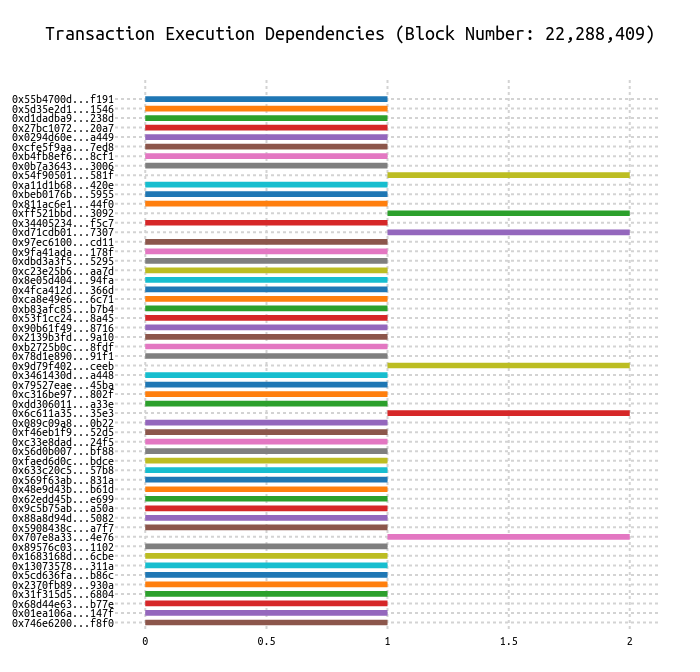 Transaction Execution Dependencies (Block Number: 22,288,409)
0x55b4700d...f191
0x5d35e2d1...1546
0xd1dadba9...238d
0x27bc1072...20a7
0x0294d60e...a449
0xcfe5f9aa...7ed8
0xb4fb8ef6...8cf1
0x0b7a3643...3006
0x54f90501...581f
0xa11d1b68...420e
0xbeb0176b...5955
0x811ac6e1...44f0
0xff521bbd...3092
0x34405234...f5c7
0xd71cdb01...7307
0x97ec6100...cd11
0x9fa41ada...178f
0xdbd3a3f5...5295
0xc23e25b6...aa7d
0x8e05d404...94fa
0x4fca412d...366d
0xca8e49e6...6c71
0xb83afc85...b7b4
0x53f1cc24...8a45
0x90b61f49...8716
0x2139b3fd...9a10
0xb2725b0c...8fdf
0x78d1e890...91f1
0x9d79f402...ceeb
0x3461430d...a448
0x79527eae...45ba
0xc316be97...802f
0xdd306011...a33e
0x6c611a35...35e3
0x089c09a8...0b22
0xf46eb1f9...52d5
0xc33e8dad...24f5
0x56d0b007...bf88
0xfaed6d0c...bdce
0x633c20c5...57b8
0x569f63ab...831a
0x48e9d43b...b61d
0x62edd45b...e699
0x9c5b75ab...a50a
0x88a8d94d...5082
0x5908438c...a7f7
0x707e8a33...4e76
0x89576c03...1102
0x1683168d...6cbe
0x13073578...311a
0x5cd636fa...b86c
0x2370fb89...930a
0x31f315d5...6804
0x68d44e63...b77e
0x01ea106a...147f
0x746e6200...f8f0
0 0.5 1 1.5 2